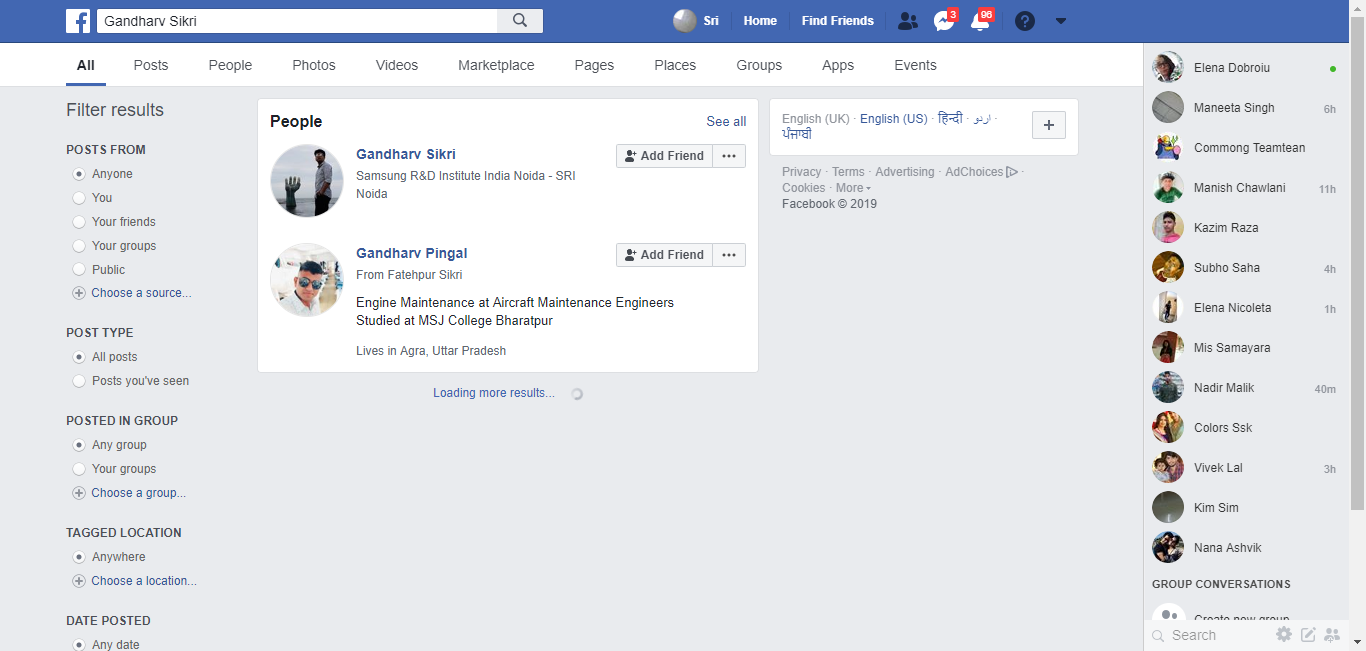 Gandharv Sikri
Sri Home Find Friends 3 96
All Posts People Photos Videos Marketplace Pages Places Groups Apps Events
Filter results
POSTS FROM
Anyone
You
Your friends
Your groups
Public
Choose a source...
POST TYPE
All posts
Posts you've seen
POSTED IN GROUP
Any group
Your groups
Choose a group...
TAGGED LOCATION
Anywhere
Choose a location...
DATE POSTED
Any date
People See all
Gandharv Sikri Add Friend
Samsung R&D Institute India Noida - SRI
Noida
Gandharv Pingal Add Friend
From Fatehpur Sikri
Engine Maintenance at Aircraft Maintenance Engineers
Studied at MSJ College Bharatpur
Lives in Agra, Uttar Pradesh
Loading more results...
English (UK) · English (US) · हिन्दी · اردو ·
ਪੰਜਾਬੀ
Privacy · Terms · Advertising · AdChoices ·
Cookies · More
Facebook © 2019
Elena Dobroiu
Maneeta Singh 6h
Commong Teamtean
Manish Chawlani 11h
Kazim Raza
Subho Saha 4h
Elena Nicoleta 1h
Mis Samayara
Nadir Malik 40m
Colors Ssk
Vivek Lal 3h
Kim Sim
Nana Ashvik
GROUP CONVERSATIONS
Create new group
Search